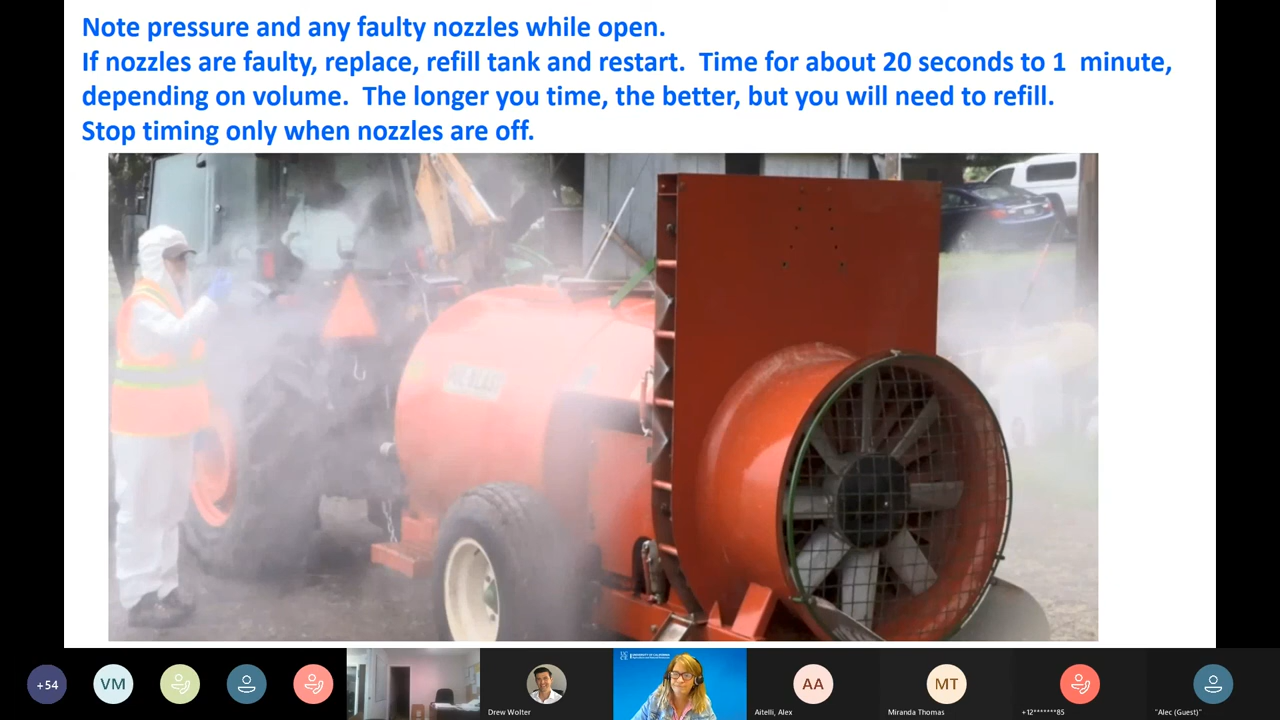 Note pressure and any faulty nozzles while open.
If nozzles are faulty, replace, refill tank and restart.  Time for about 20 seconds to 1  minute,
depending on volume.  The longer you time, the better, but you will need to refill.
Stop timing only when nozzles are off.
+54
VM
Drew Wolter
AA
Aitelli, Alex
MT
Miranda Thomas
+12*******85
"Alec (Guest)"